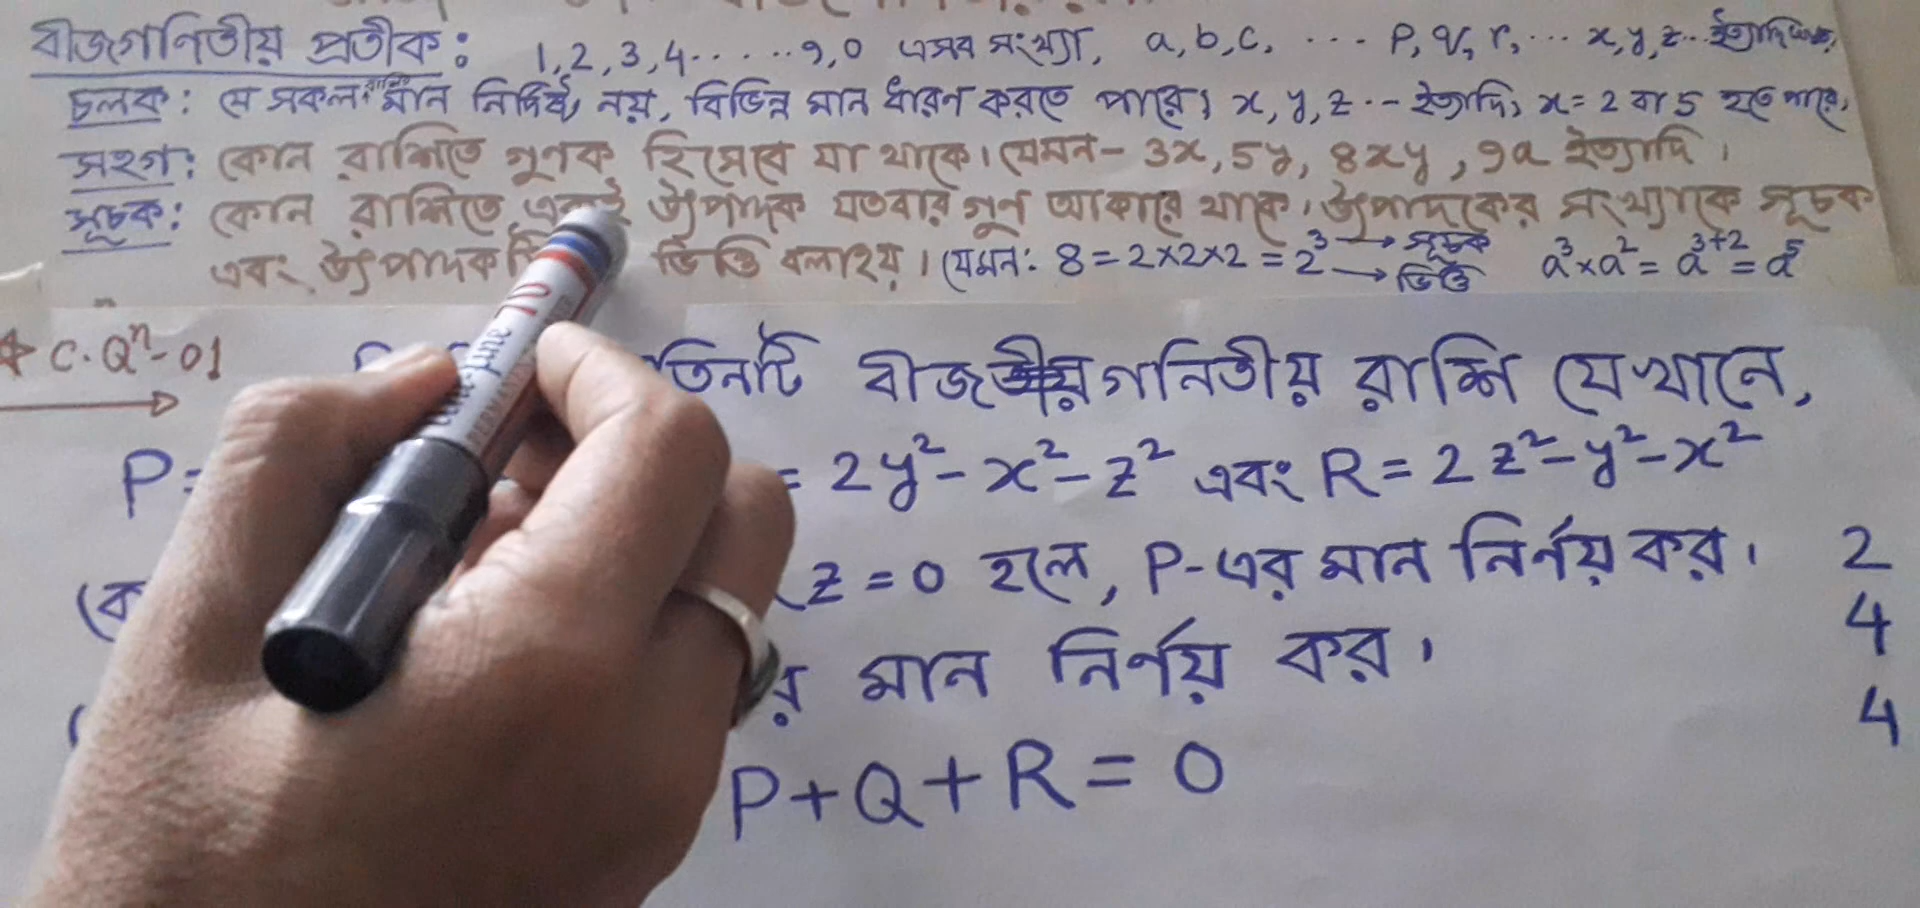 বীজগনিতীয় প্রতীক: 1,2,3,4......9,0 এসব সংখ্যা, a,b,c, ... P,q,r,... x,y,z.. ইত্যাদি
চলক: যে সকল রাশির মান নির্দিষ্ট নয়, বিভিন্ন মান ধারন করতে পারে। x,y,z..- ইত্যাদি, x=2 বা 5 হতে পারে,
সহগ: কোন রাশিতে গুণক হিসেবে যা থাকে। যেমন- 3x,5y, 8xy, 9a ইত্যাদি।
সূচক: কোন রাশিতে একই উৎপাদক যতবার গুণ আকারে থাকে, উৎপাদকের সংখ্যাকে সূচক
এবং উৎপাদক ভিত্তি বলাহয়। যেমন: 8=2×2×2=2³ → সূচক → ভিত্তি a³×a²=a³⁺²=a⁵
C.Qⁿ-01 তিনটি বীজগনিতীয় রাশি যেখানে,
P= = 2y²-x²-z² এবং R=2z²-y²-x²
(ক z=0 হলে, P-এর মান নির্ণয় কর। 2
র মান নির্ণয় কর। 4
P+Q+R=0 4